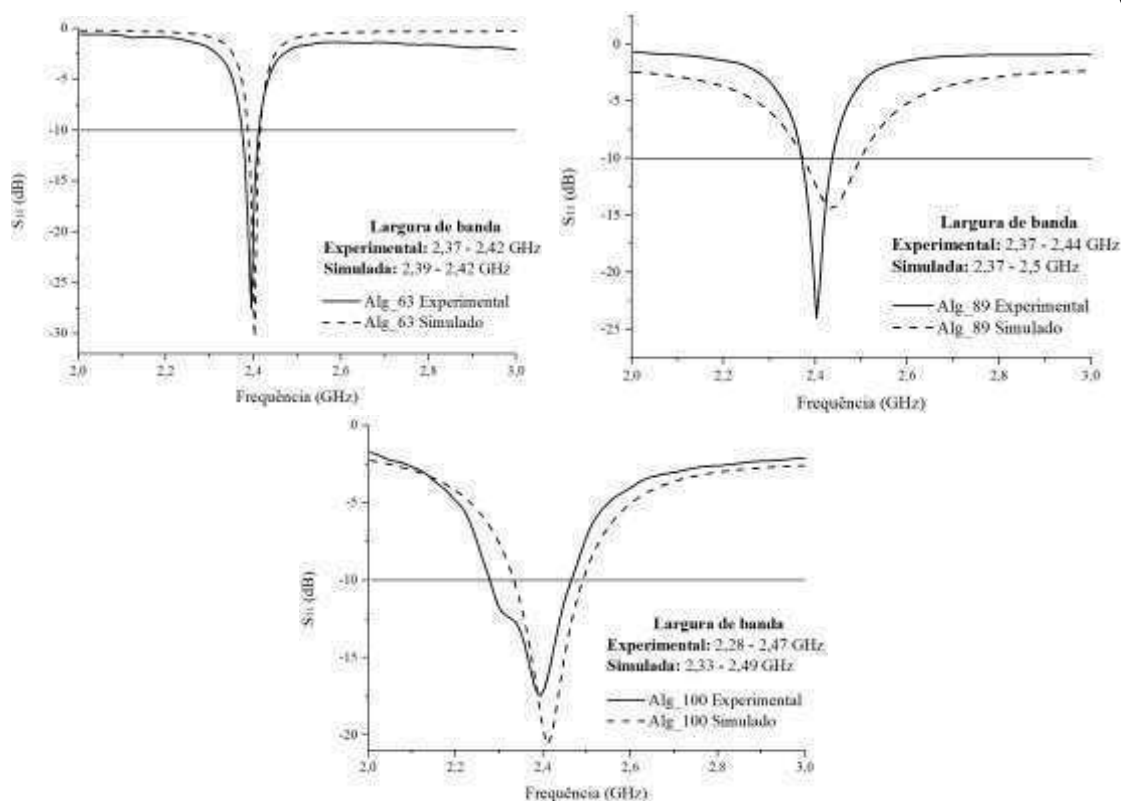 0
-5
-10
-15
-20
-25
-30
S11 (dB)
Largura de banda
Experimental: 2,37 - 2,42 GHz
Simulada: 2,39 - 2,42 GHz
Alg_63 Experimental
Alg_63 Simulado
2,0 2,2 2,4 2,6 2,8 3,0
Frequência (GHz)
0
-5
-10
-15
-20
-25
S11 (dB)
Largura de banda
Experimental: 2,37 - 2,44 GHz
Simulada: 2,37 - 2,5 GHz
Alg_89 Experimental
Alg_89 Simulado
2,0 2,2 2,4 2,6 2,8 3,0
Frequência (GHz)
0
-5
-10
-15
-20
S11 (dB)
Largura de banda
Experimental: 2,28 - 2,47 GHz
Simulada: 2,33 - 2,49 GHz
Alg_100 Experimental
Alg_100 Simulado
2,0 2,2 2,4 2,6 2,8 3,0
Frequência (GHz)